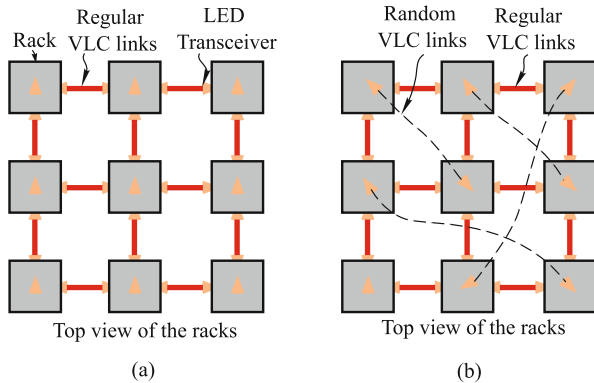 Regular
VLC links
LED
Transceiver
Rack
Top view of the racks
(a)
Random
VLC links
Regular
VLC links
Top view of the racks
(b)